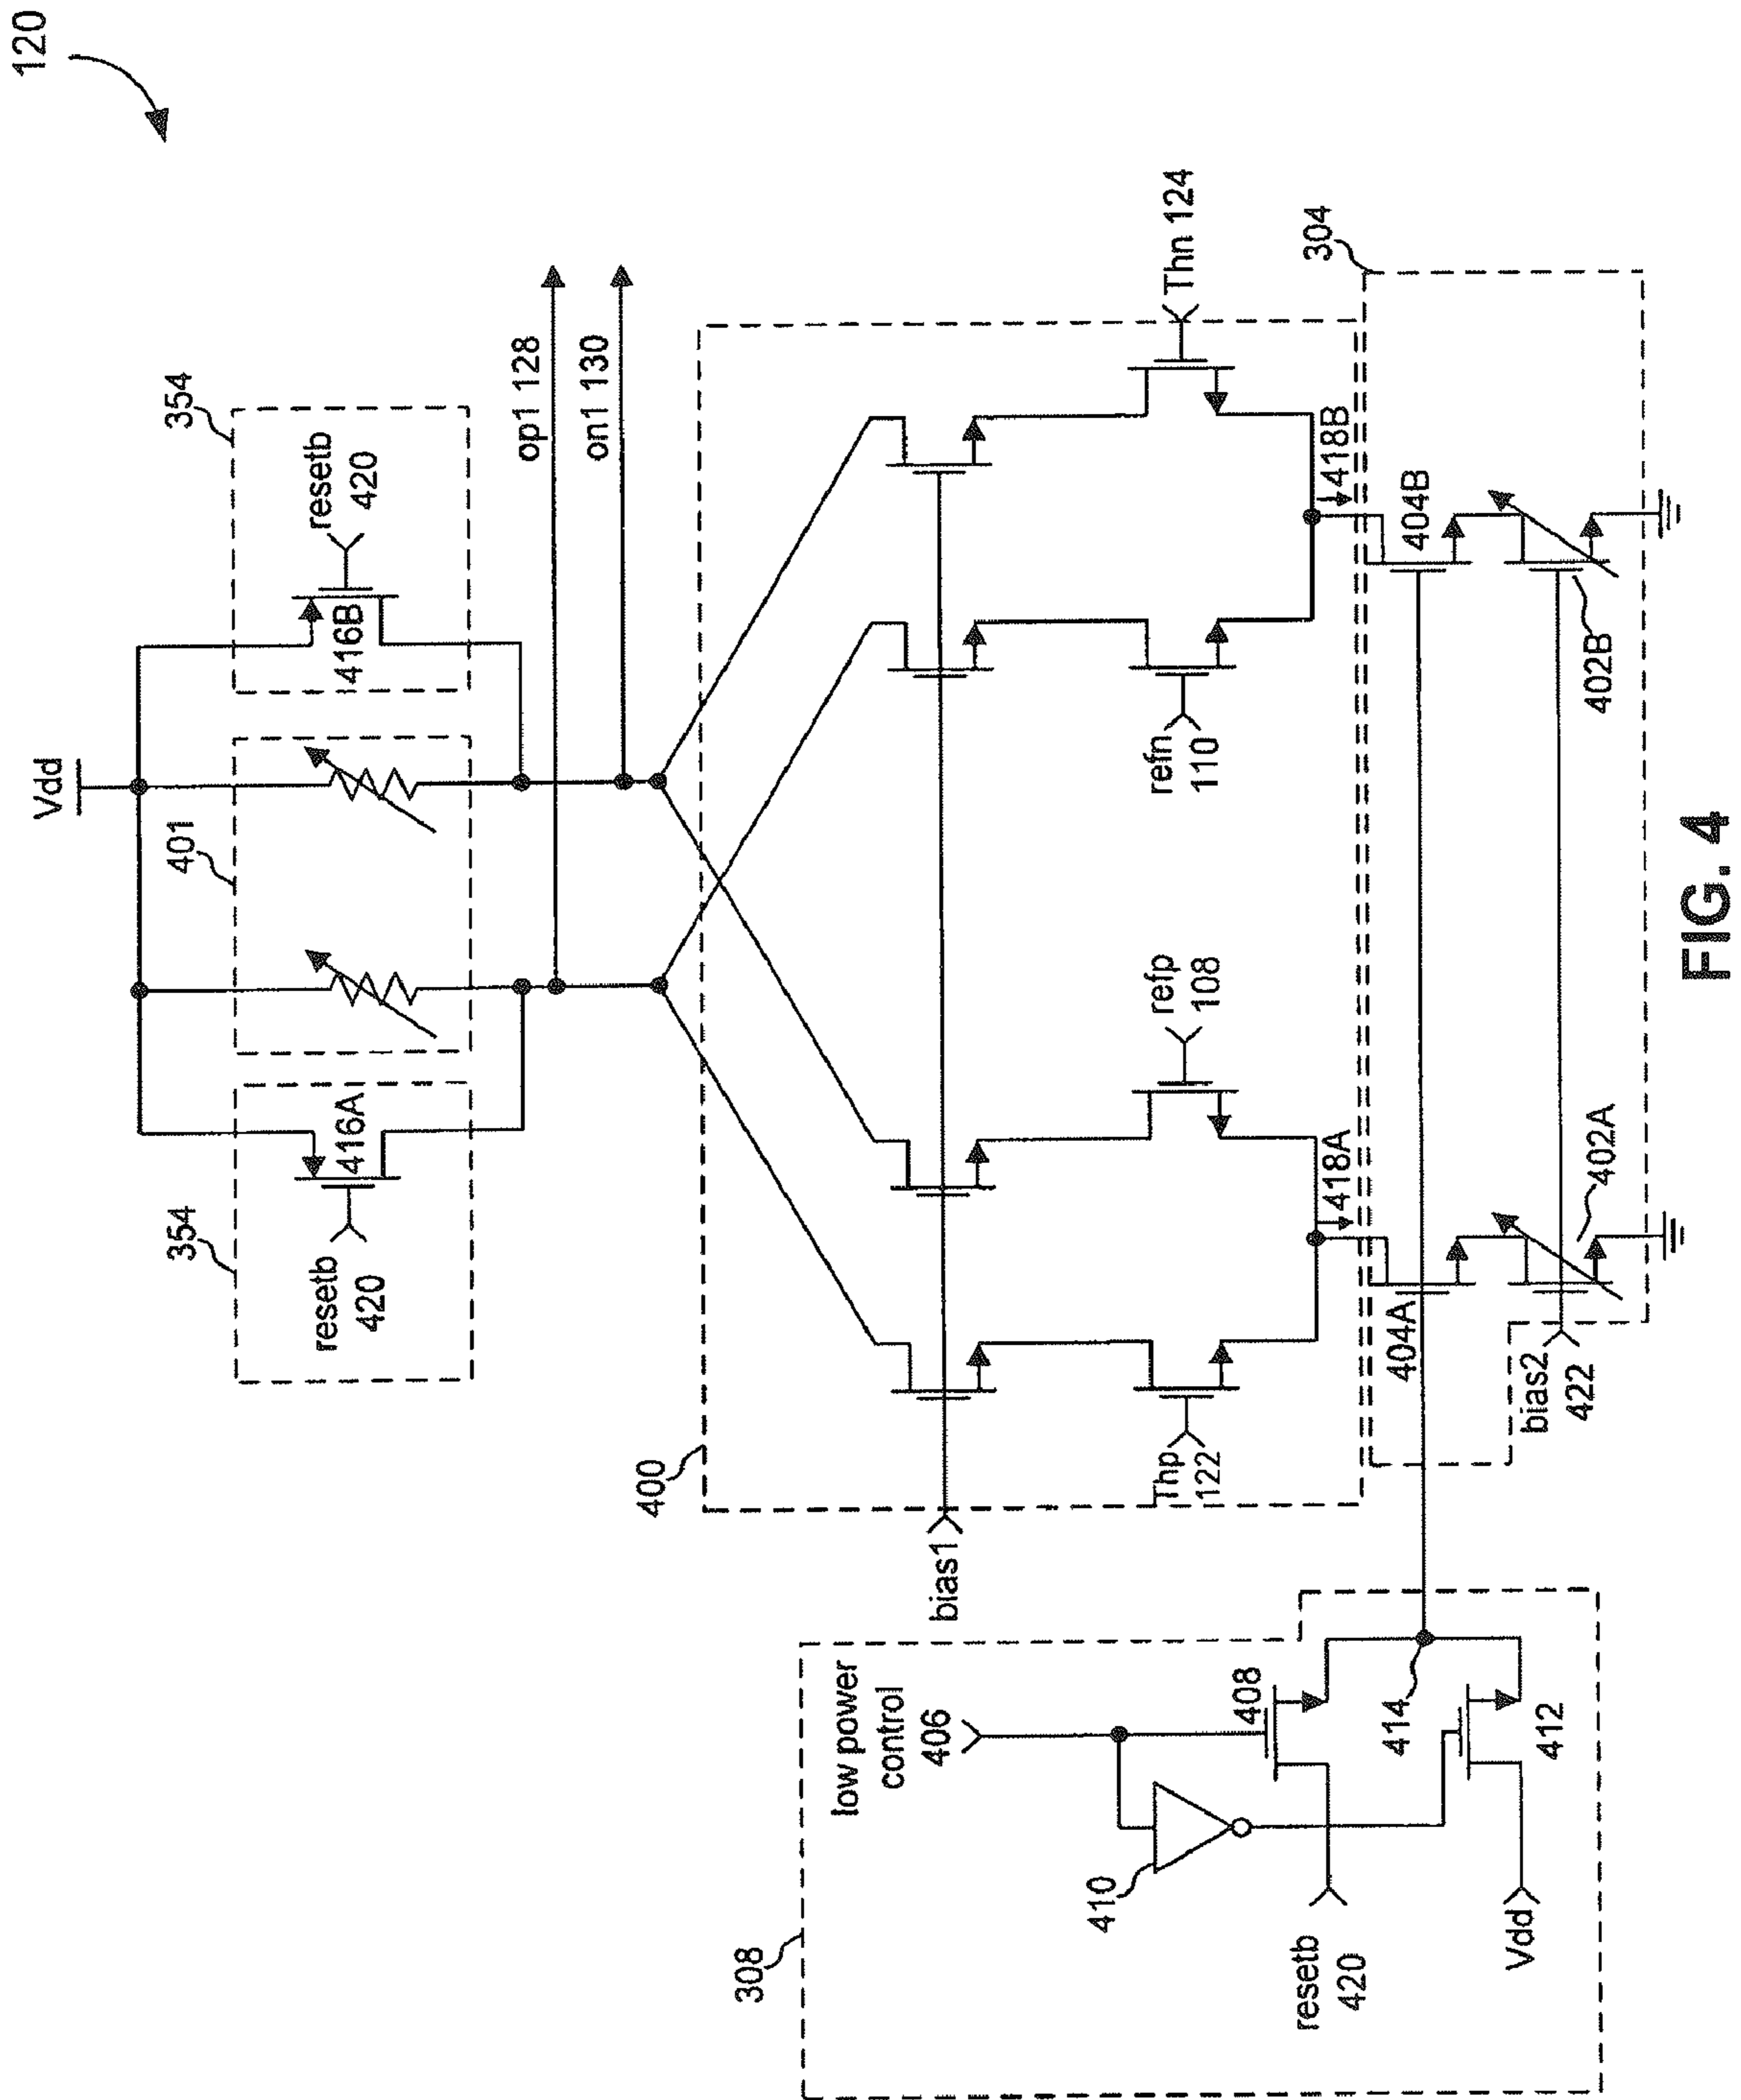 120
Vdd
354
401
354
resetb
420
416A
416B
resetb
420
op1 128
on1 130
400
bias1
Thp
122
refp
108
refn
110
Thn 124
418A
418B
304
404A
404B
bias2
422
402A
402B
308
low power
control
406
408
410
414
412
resetb
420
Vdd
FIG. 4